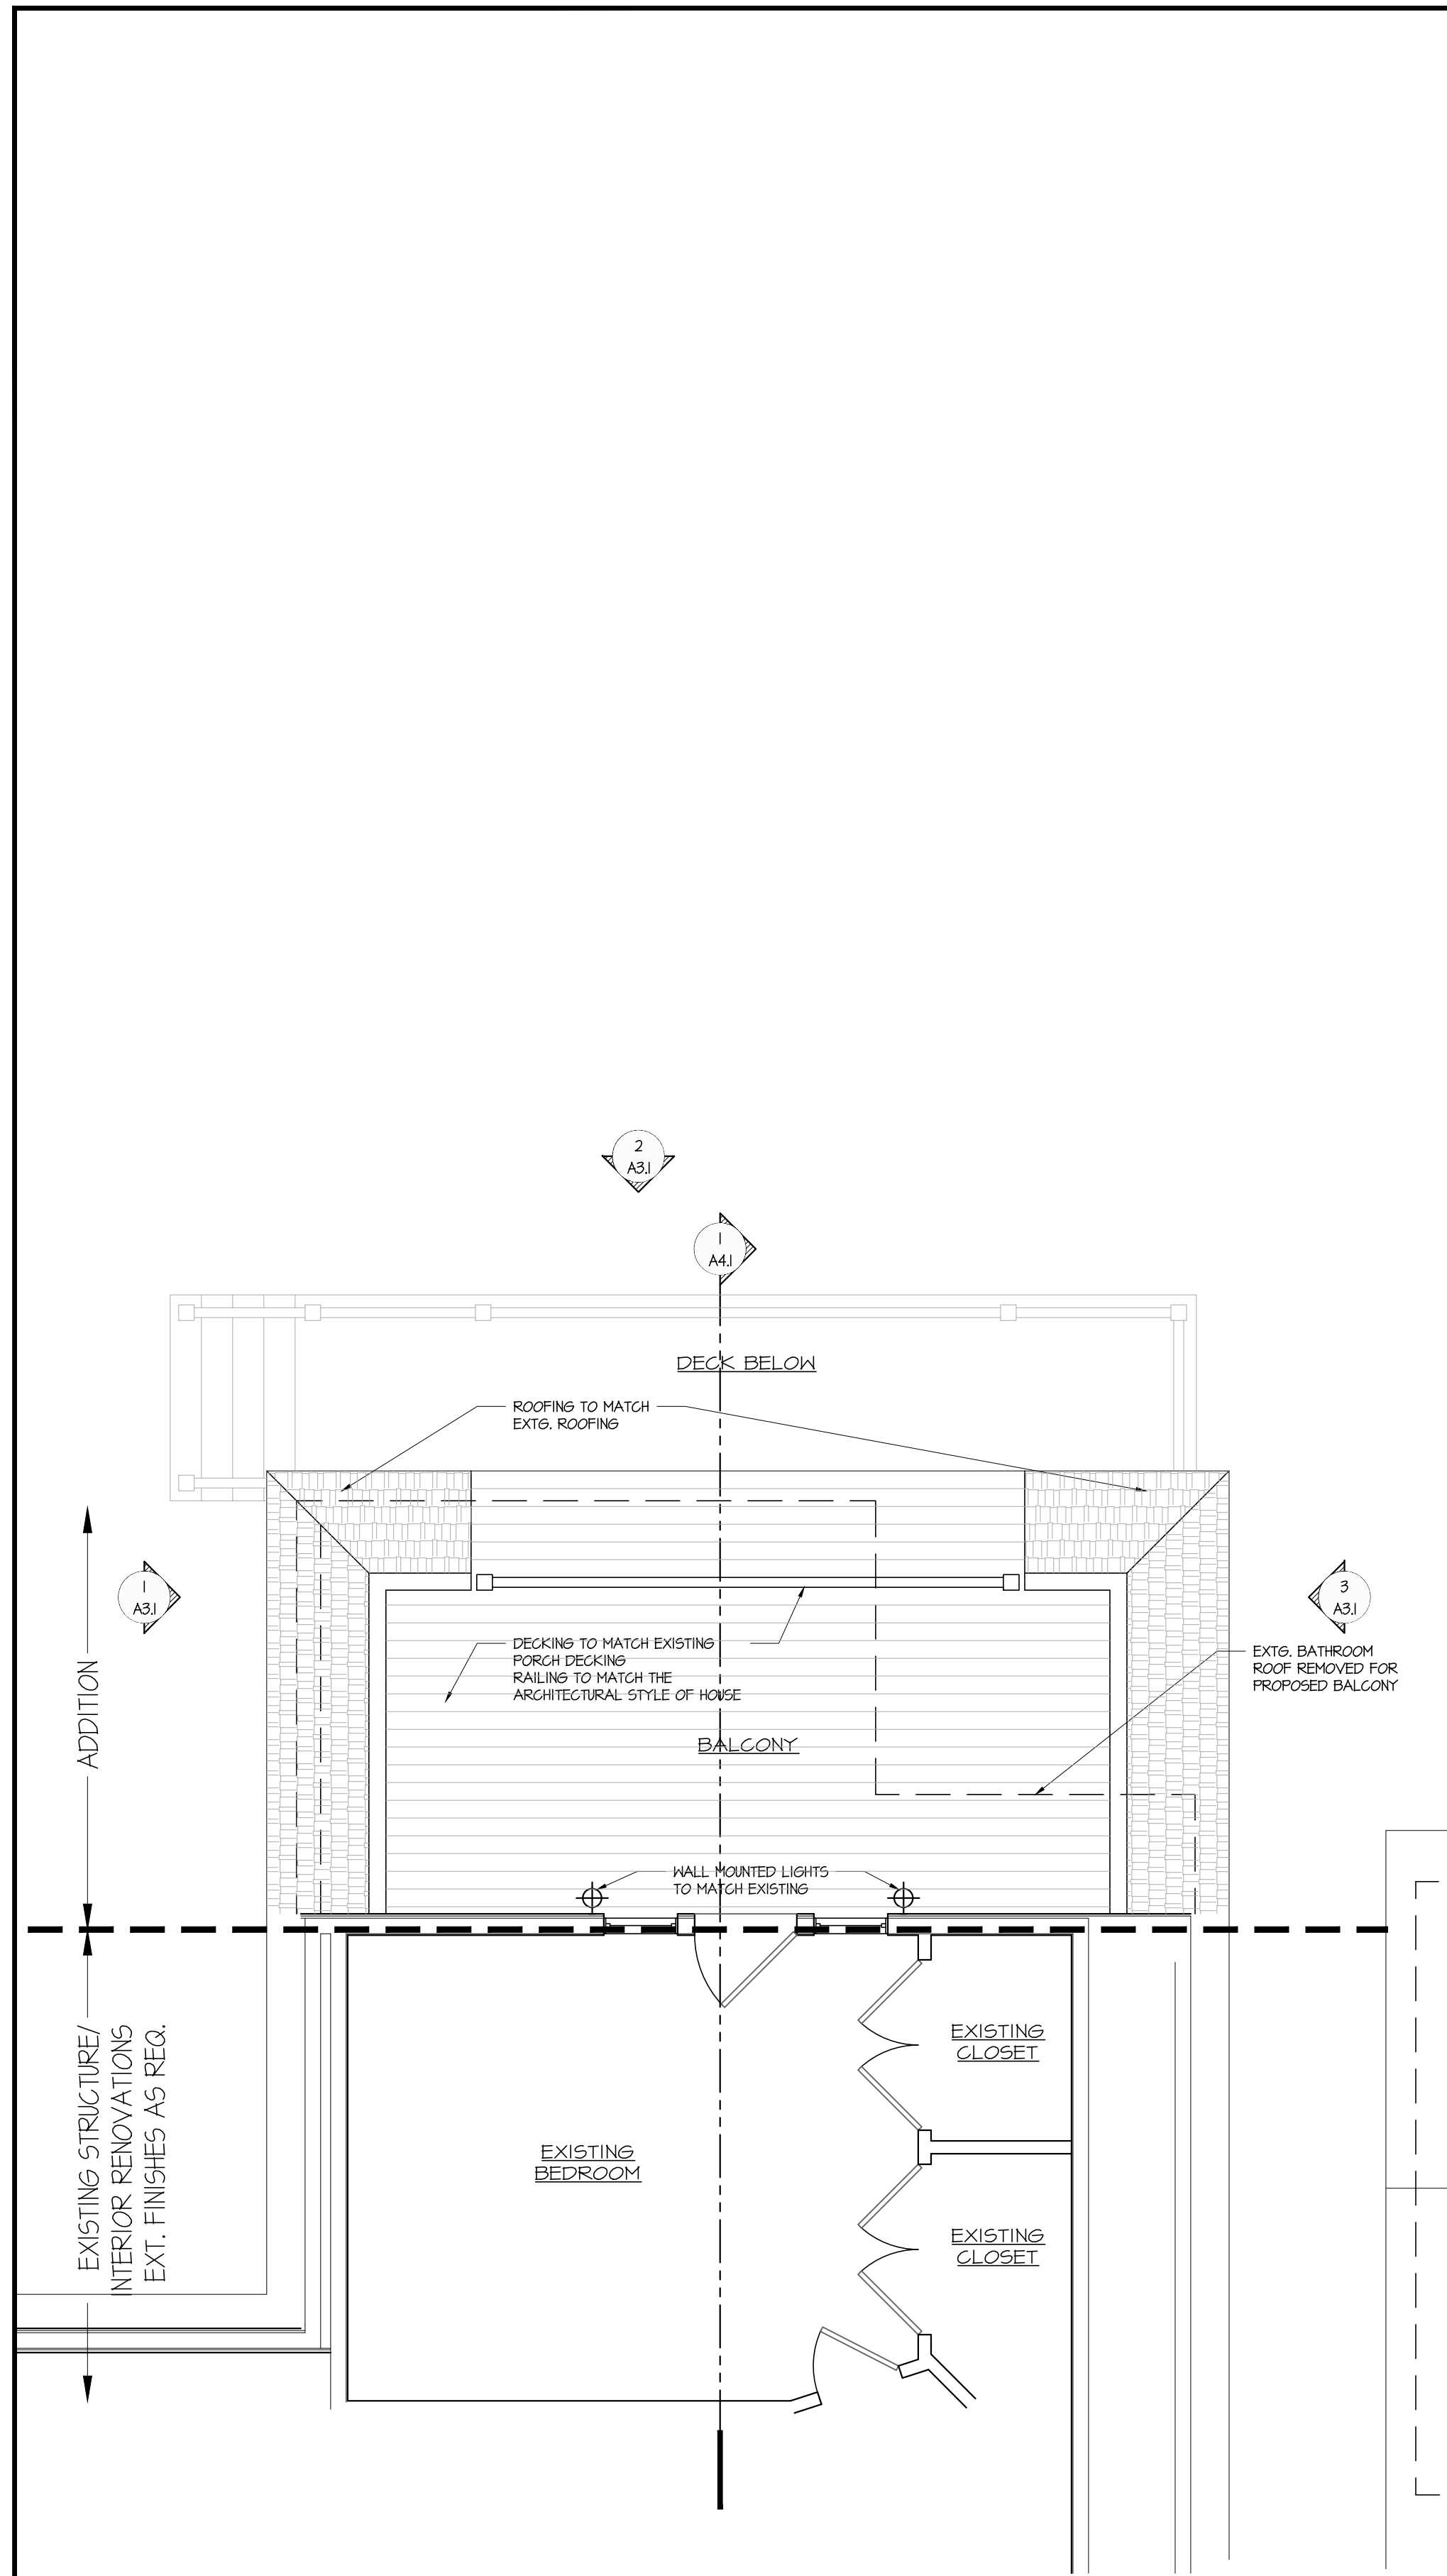 2
A3.1
1
A4.1
DECK BELOW
ROOFING TO MATCH
EXTG. ROOFING
1
A3.1
3
A3.1
DECKING TO MATCH EXISTING
PORCH DECKING
RAILING TO MATCH THE
ARCHITECTURAL STYLE OF HOUSE
EXTG. BATHROOM
ROOF REMOVED FOR
PROPOSED BALCONY
ADDITION
BALCONY
WALL MOUNTED LIGHTS
TO MATCH EXISTING
EXISTING STRUCTURE/
INTERIOR RENOVATIONS
EXT. FINISHES AS REQ.
EXISTING
CLOSET
EXISTING
BEDROOM
EXISTING
CLOSET